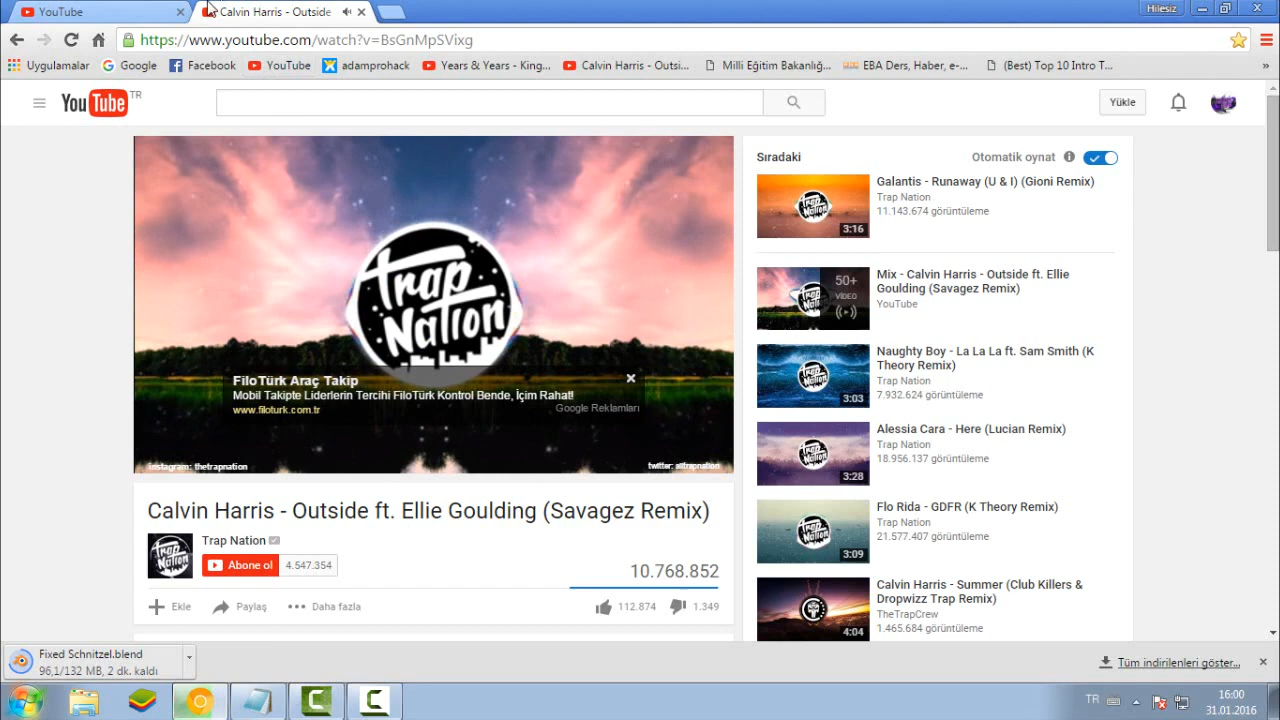 YouTube
Calvin Harris - Outside
Hilesiz
https://www.youtube.com/watch?v=BsGnMpSVixg
Uygulamalar
Google
Facebook
YouTube
adamprohack
Years & Years - King...
Calvin Harris - Outsi...
Milli Eğitim Bakanlığ...
EBA Ders, Haber, e-...
(Best) Top 10 Intro T...
»
YouTube TR
Yükle
Trap Nation
FiloTürk Araç Takip
Mobil Takipte Liderlerin Tercihi FiloTürk Kontrol Bende, İçim Rahat!
www.filoturk.com.tr
Google Reklamları
instagram: thetrapnation
twitter: alltrapnation
Calvin Harris - Outside ft. Ellie Goulding (Savagez Remix)
Trap Nation
Abone ol 4.547.354
10.768.852
Ekle
Paylaş
Daha fazla
112.874
1.349
Sıradaki
Otomatik oynat
Galantis - Runaway (U & I) (Gioni Remix)
Trap Nation
11.143.674 görüntüleme
3:16
50+
VİDEO
Mix - Calvin Harris - Outside ft. Ellie
Goulding (Savagez Remix)
YouTube
Naughty Boy - La La La ft. Sam Smith (K
Theory Remix)
Trap Nation
7.932.624 görüntüleme
3:03
Alessia Cara - Here (Lucian Remix)
Trap Nation
18.956.137 görüntüleme
3:28
Flo Rida - GDFR (K Theory Remix)
Trap Nation
21.577.407 görüntüleme
3:09
Calvin Harris - Summer (Club Killers &
Dropwizz Trap Remix)
TheTrapCrew
1.465.684 görüntüleme
4:04
Fixed Schnitzel.blend
96,1/132 MB, 2 dk. kaldı
Tüm indirilenleri göster...
TR
16:00
31.01.2016